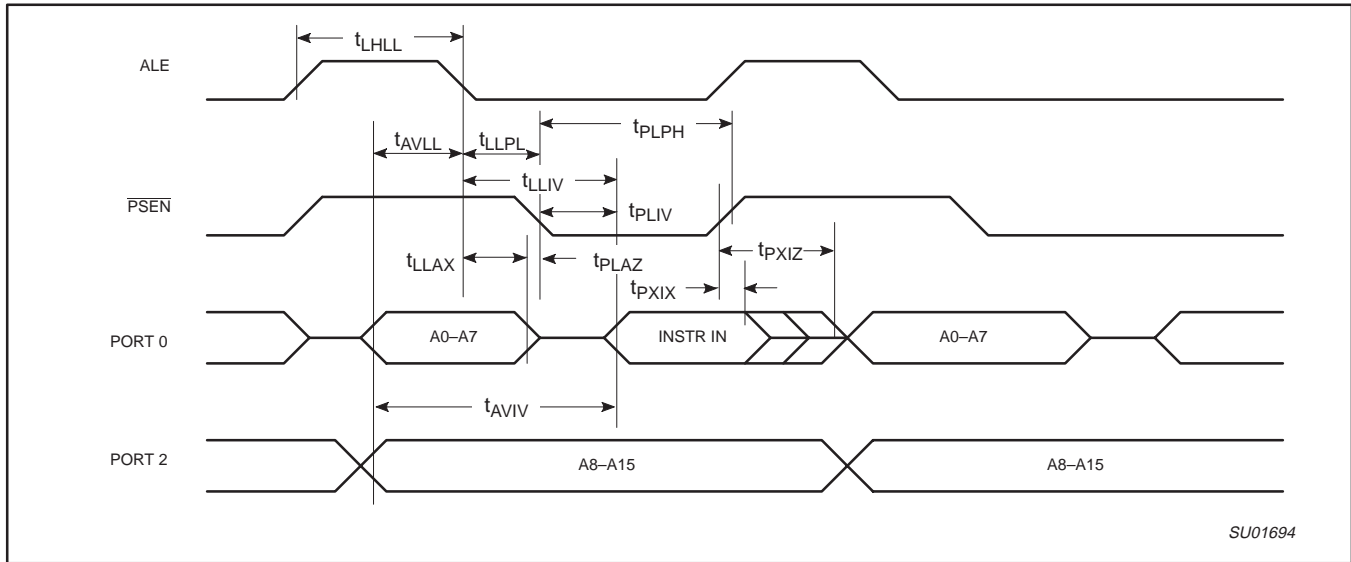 tLHLL
ALE
tPLPH
tAVLL tLLPL
tLLIV
PSEN
tPLIV
tLLAX tPLAZ tPXIZ
tPXIX
PORT 0 A0–A7 INSTR IN A0–A7
tAVIV
PORT 2 A8–A15 A8–A15
SU01694